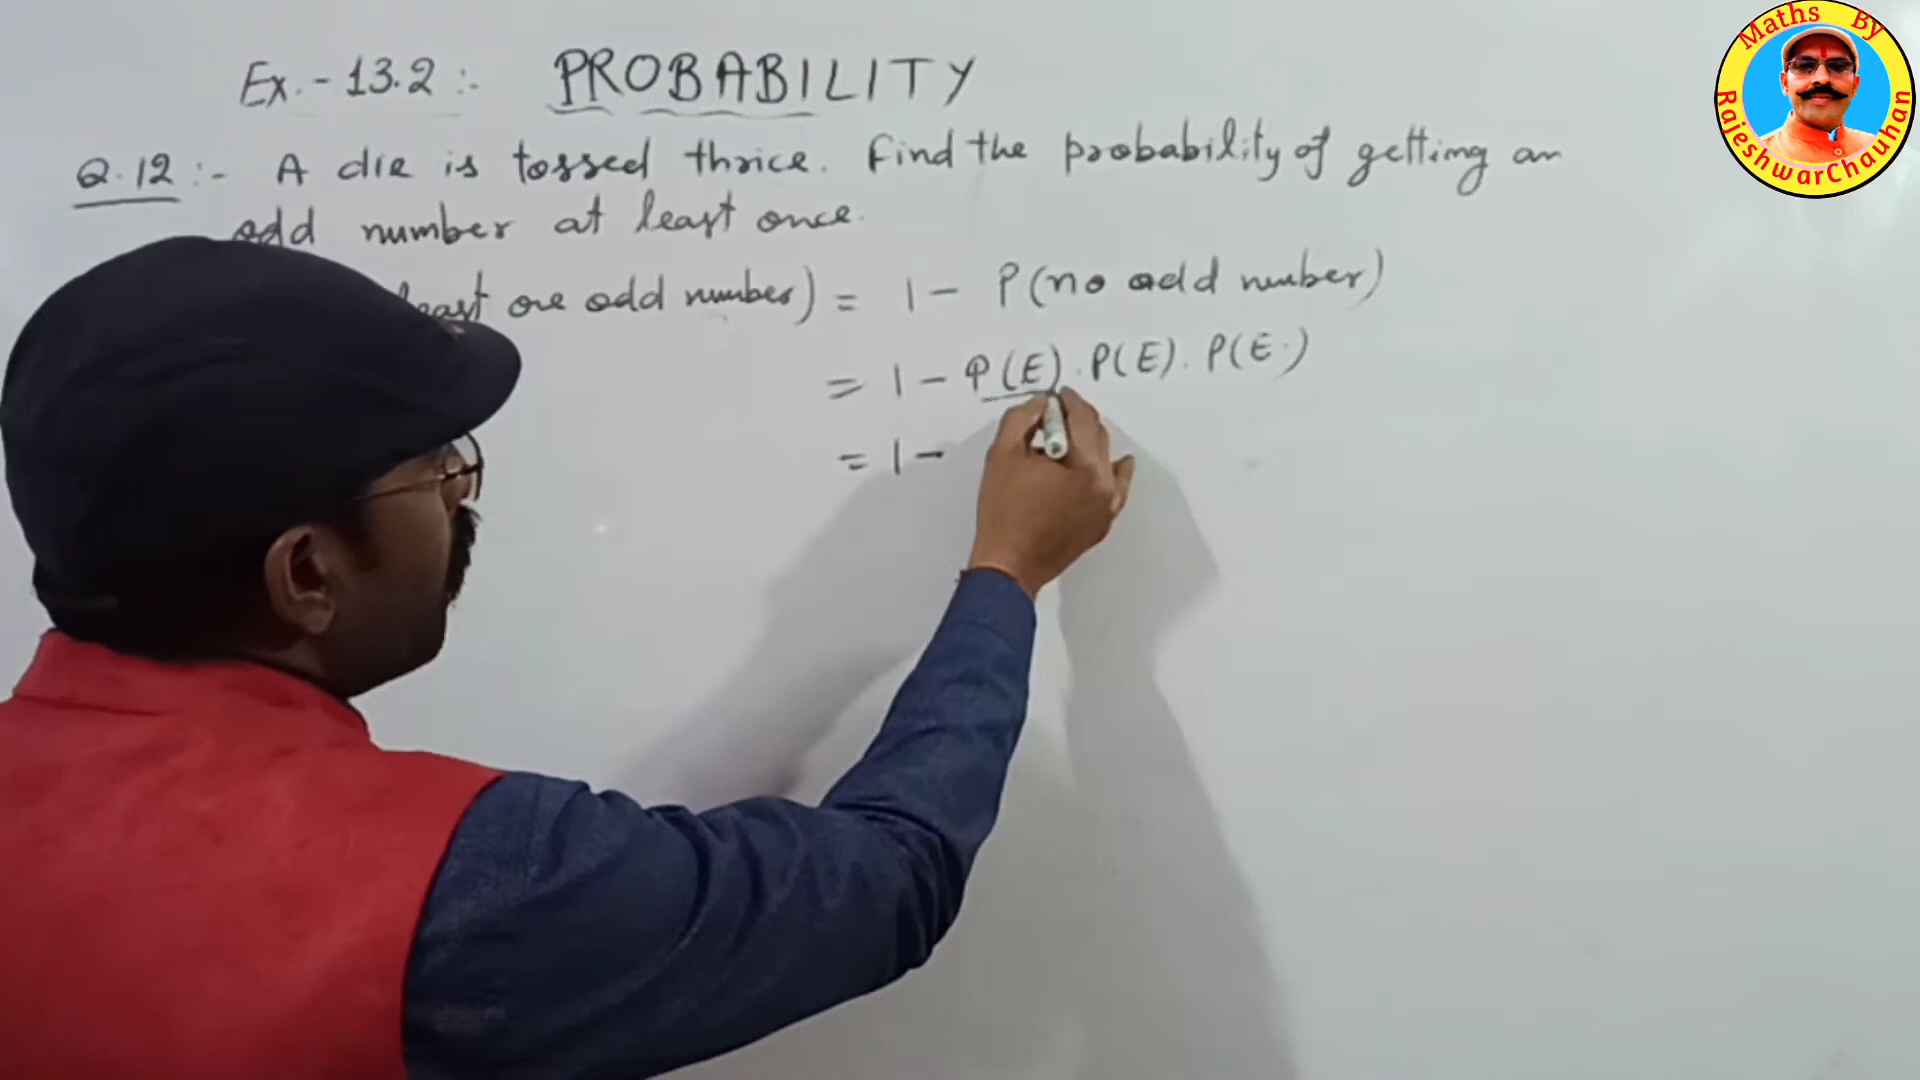 Ex. - 13.2 :- PROBABILITY
Q.12 :- A die is tossed thrice. Find the probability of getting an
odd number at least once.
least one odd number) = 1 - P(no odd number)
= 1 - P(E) . P(E) . P(E.)
= 1 -
Maths By
RajeshwarChauhan